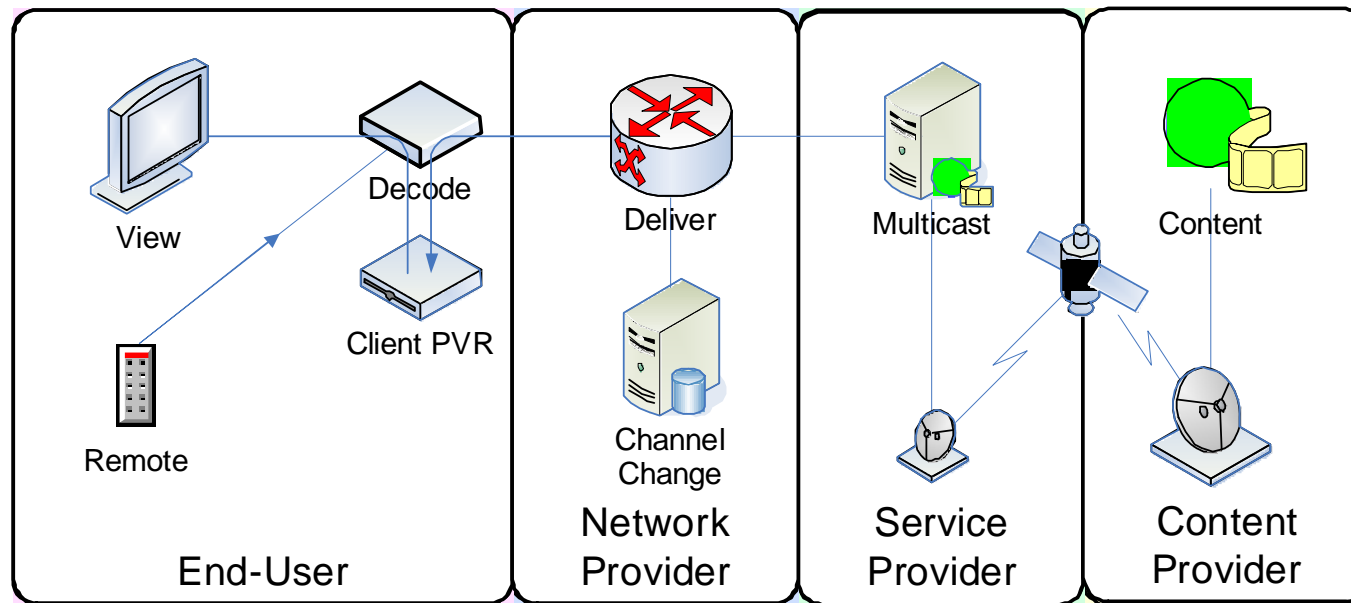 View
Decode
Client PVR
Remote
End-User
Deliver
Channel
Change
Network
Provider
Multicast
Service
Provider
Content
Content
Provider